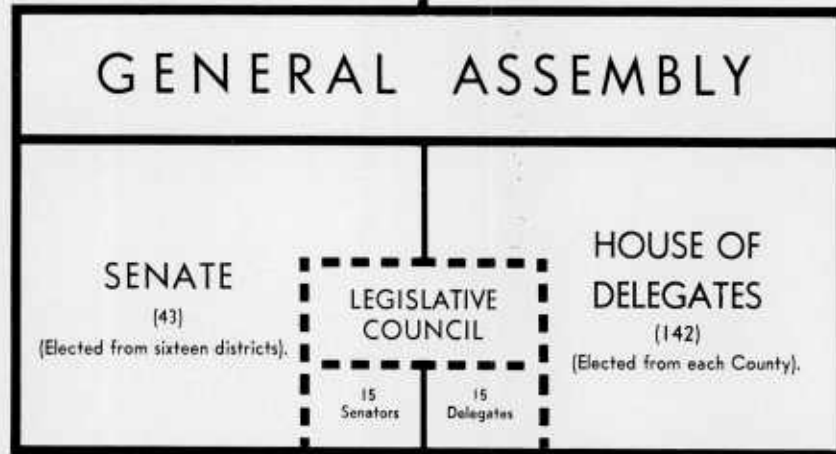 GENERAL ASSEMBLY
SENATE
(43)
(Elected from sixteen districts).
LEGISLATIVE
COUNCIL
15
Senators
15
Delegates
HOUSE OF
DELEGATES
(142)
(Elected from each County).